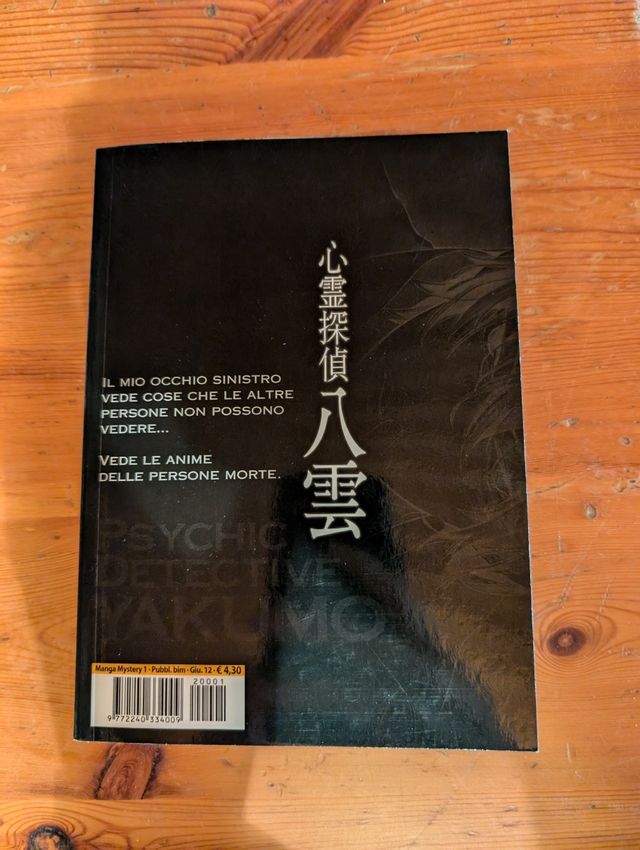 心霊探偵八雲
IL MIO OCCHIO SINISTRO
VEDE COSE CHE LE ALTRE
PERSONE NON POSSONO
VEDERE...
VEDE LE ANIME
DELLE PERSONE MORTE.
PSYCHIC
DETECTIVE
YAKUMO
Manga Mystery 1 · Pubbl. bim · Giu. 12 · € 4,30
20001
9 772240 334009